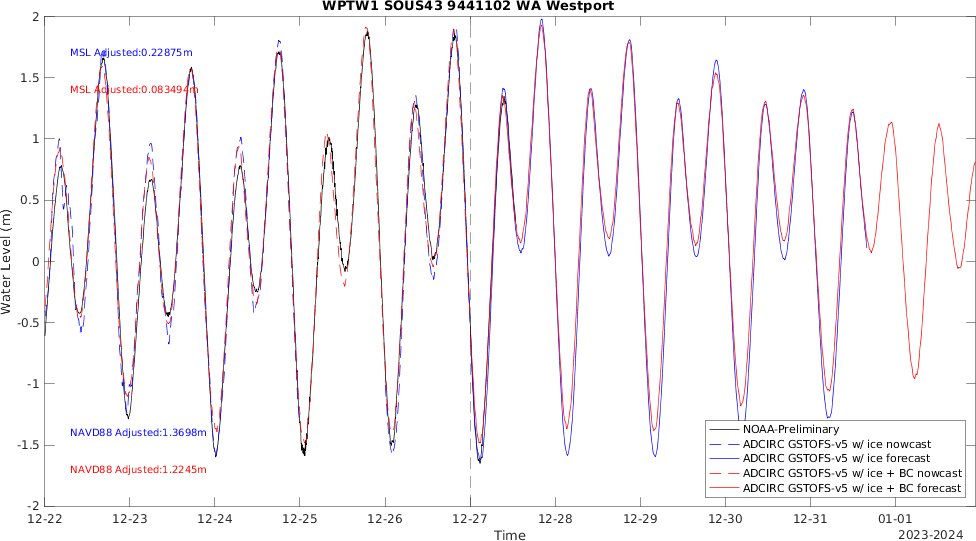 WPTW1 SOUS43 9441102 WA Westport
2
1.5
1
0.5
0
-0.5
-1
-1.5
-2
Water Level (m)
MSL Adjusted:0.22875m
MSL Adjusted:0.083494m
NAVD88 Adjusted:1.3698m
NAVD88 Adjusted:1.2245m
NOAA-Preliminary
ADCIRC GSTOFS-v5 w/ ice nowcast
ADCIRC GSTOFS-v5 w/ ice forecast
ADCIRC GSTOFS-v5 w/ ice + BC nowcast
ADCIRC GSTOFS-v5 w/ ice + BC forecast
12-22 12-23 12-24 12-25 12-26 12-27 12-28 12-29 12-30 12-31 01-01
Time
2023-2024